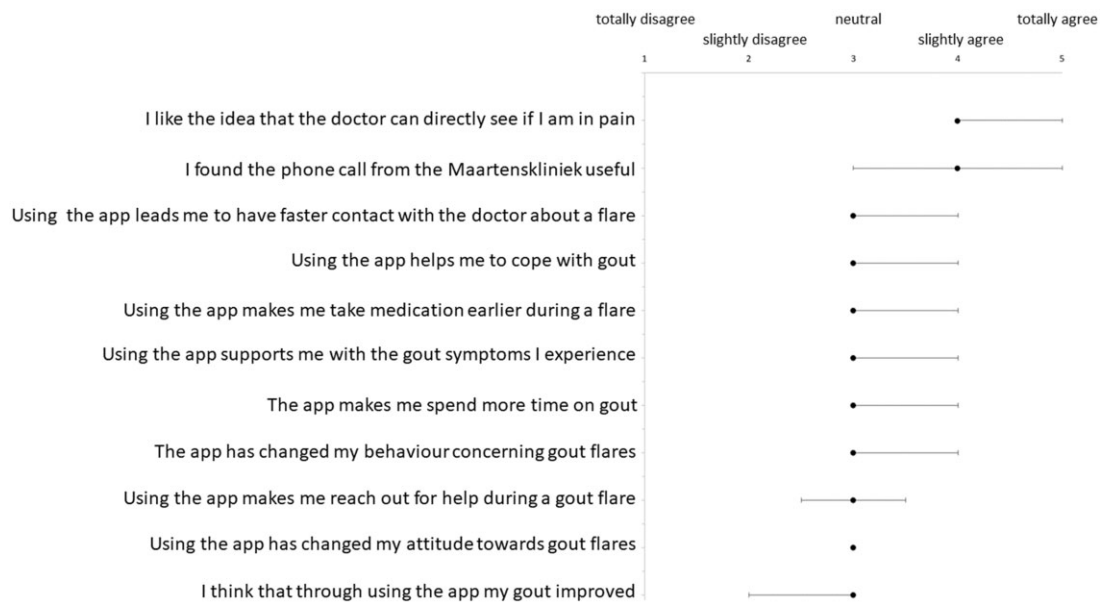 totally disagree neutral totally agree
slightly disagree slightly agree
1 2 3 4 5
I like the idea that the doctor can directly see if I am in pain
I found the phone call from the Maartenskliniek useful
Using the app leads me to have faster contact with the doctor about a flare
Using the app helps me to cope with gout
Using the app makes me take medication earlier during a flare
Using the app supports me with the gout symptoms I experience
The app makes me spend more time on gout
The app has changed my behaviour concerning gout flares
Using the app makes me reach out for help during a gout flare
Using the app has changed my attitude towards gout flares
I think that through using the app my gout improved